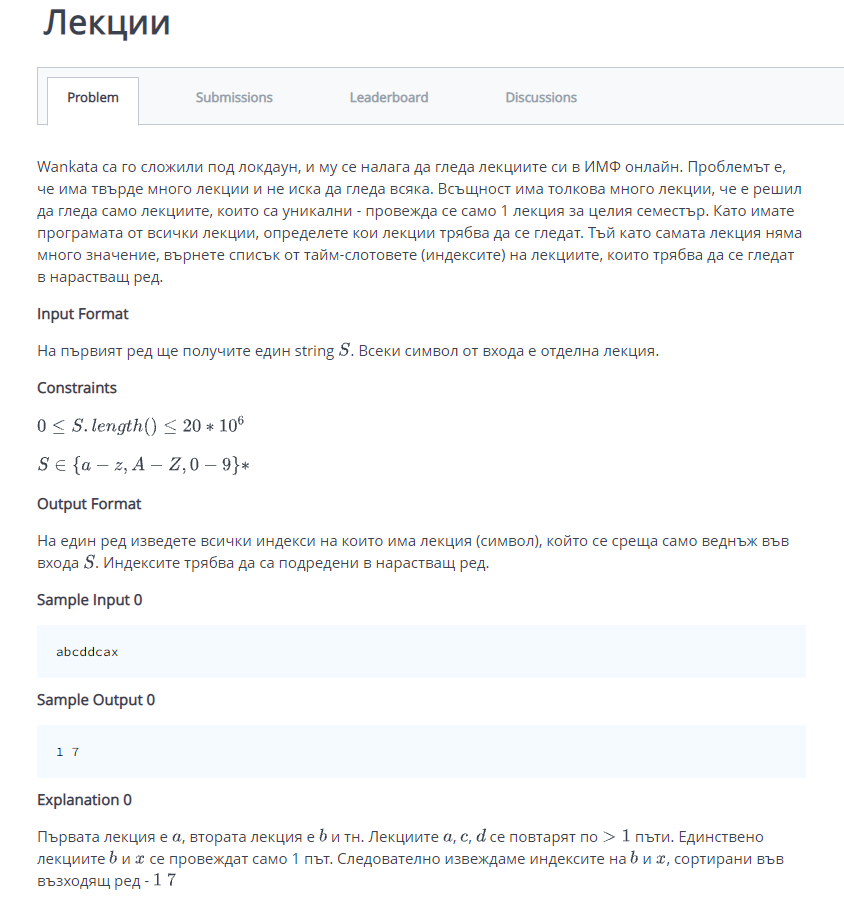 Лекции
Problem Submissions Leaderboard Discussions
Wankata са го сложили под локдаун, и му се налага да гледа лекциите си в ИМФ онлайн. Проблемът е,
че има твърде много лекции и не иска да гледа всяка. Всъщност има толкова много лекции, че е решил
да гледа само лекциите, които са уникални - провежда се само 1 лекция за целия семестър. Като имате
програмата от всички лекции, определете кои лекции трябва да се гледат. Тъй като самата лекция няма
много значение, върнете списък от тайм-слотовете (индексите) на лекциите, които трябва да се гледат
в нарастващ ред.
Input Format
На първият ред ще получите един string S. Всеки символ от входа е отделна лекция.
Constraints
0 ≤ S.length() ≤ 20 ∗ 10⁶
S ∈ {a − z, A − Z, 0 − 9}∗
Output Format
На един ред изведете всички индекси на които има лекция (символ), който се среща само веднъж във
входа S. Индексите трябва да са подредени в нарастващ ред.
Sample Input 0
abcddcax
Sample Output 0
1 7
Explanation 0
Първата лекция е a, втората лекция е b и тн. Лекциите a, c, d се повтарят по > 1 пъти. Единствено
лекциите b и x се провеждат само 1 път. Следователно извеждаме индексите на b и x, сортирани във
възходящ ред - 1 7